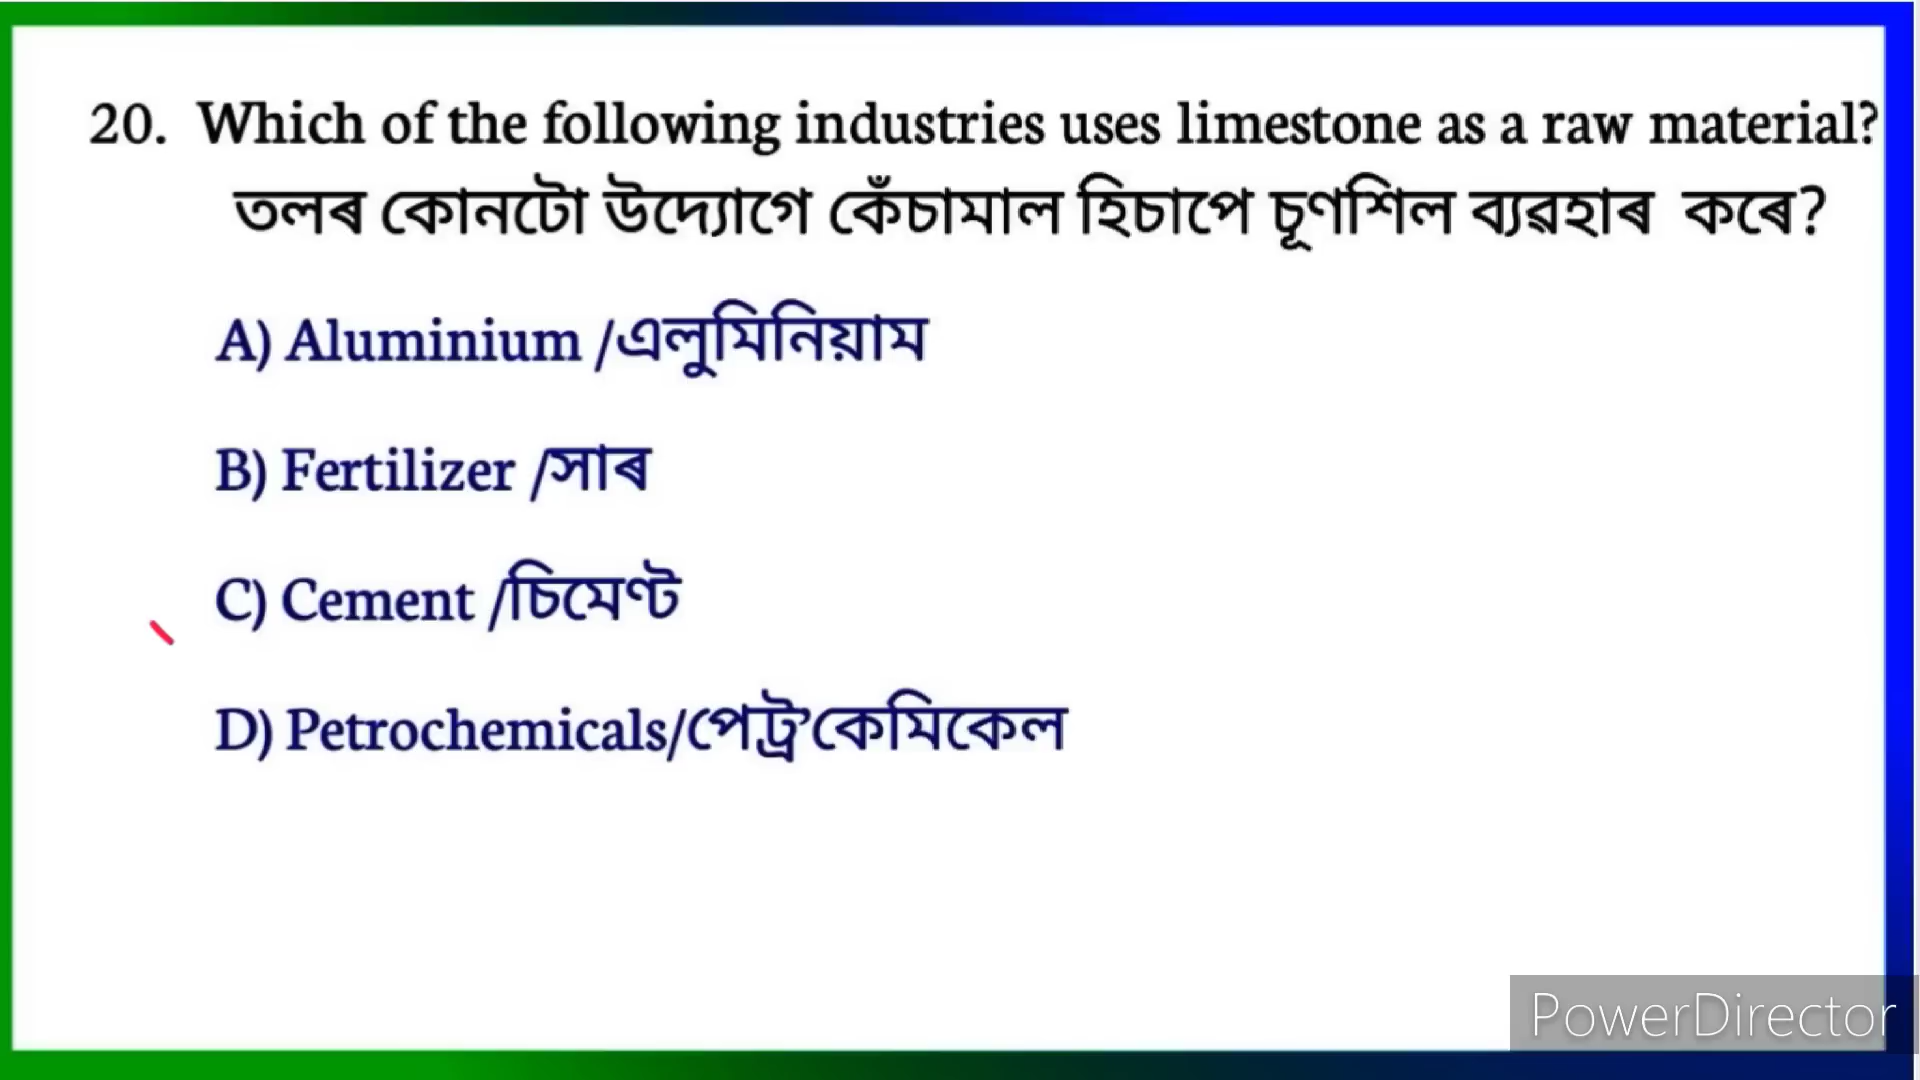 20. Which of the following industries uses limestone as a raw material?
তলৰ কোনটো উদ্যোগে কেঁচামাল হিচাপে চূণশিল ব্যৱহাৰ কৰে?
A) Aluminium /এলুমিনিয়াম
B) Fertilizer /সাৰ
C) Cement /চিমেণ্ট
D) Petrochemicals/পেট্ৰ'কেমিকেল
PowerDirector